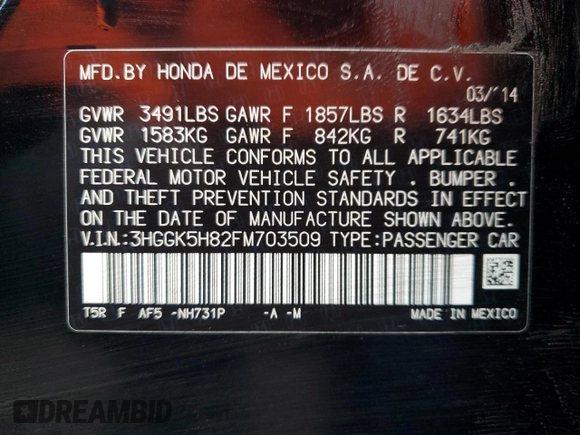 MFD. BY HONDA DE MEXICO S.A. DE C.V.
03/'14
GVWR 3491LBS GAWR F 1857LBS R 1634LBS
GVWR 1583KG GAWR F 842KG R 741KG
THIS VEHICLE CONFORMS TO ALL APPLICABLE
FEDERAL MOTOR VEHICLE SAFETY , BUMPER ,
AND THEFT PREVENTION STANDARDS IN EFFECT
ON THE DATE OF MANUFACTURE SHOWN ABOVE.
V.I.N.:3HGGK5H82FM703509 TYPE:PASSENGER CAR
T5R F AF5 -NH731P -A -M MADE IN MEXICO
DREAMBID